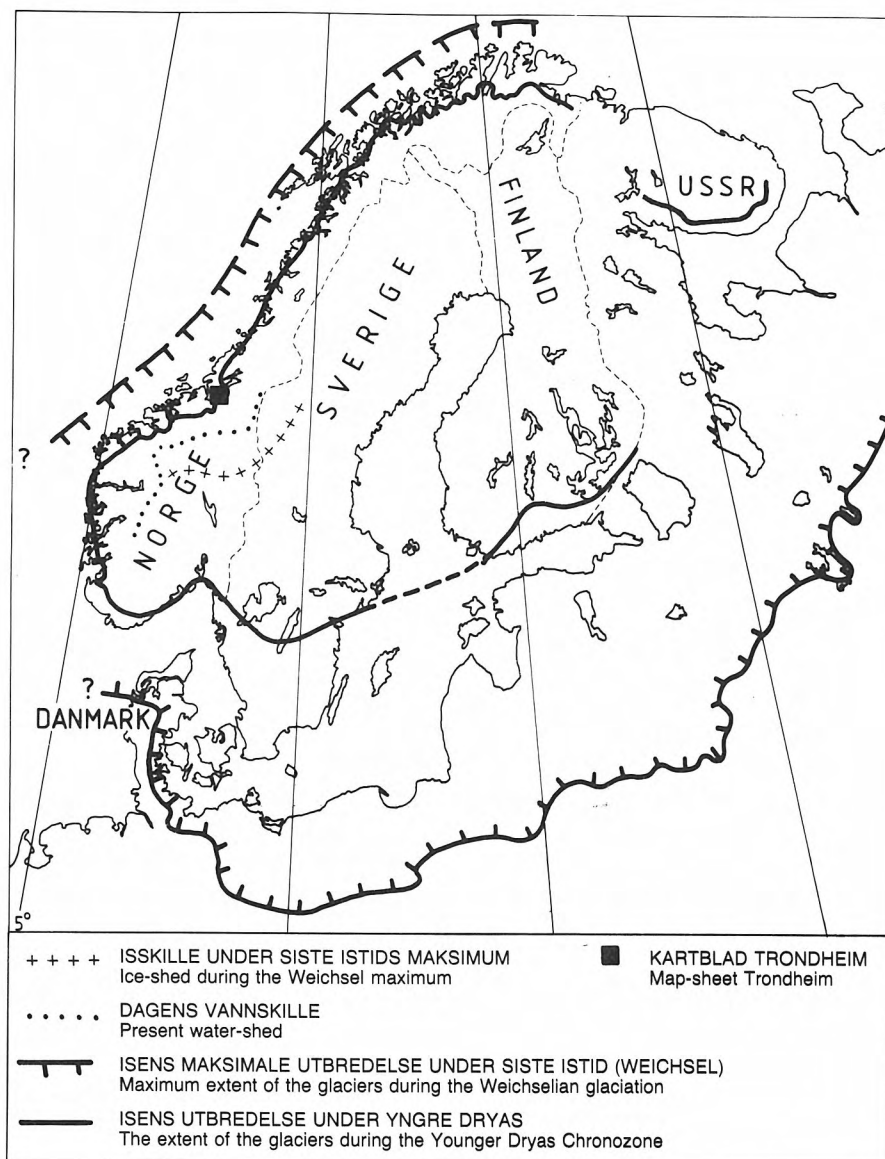 USSR
FINLAND
SVERIGE
?
NORGE
?
DANMARK
5°
++++ ISSKILLE UNDER SISTE ISTIDS MAKSIMUM
Ice-shed during the Weichsel maximum
KARTBLAD TRONDHEIM
Map-sheet Trondheim
..... DAGENS VANNSKILLE
Present water-shed
ISENS MAKSIMALE UTBREDELSE UNDER SISTE ISTID (WEICHSEL)
Maximum extent of the glaciers during the Weichselian glaciation
ISENS UTBREDELSE UNDER YNGRE DRYAS
The extent of the glaciers during the Younger Dryas Chronozone